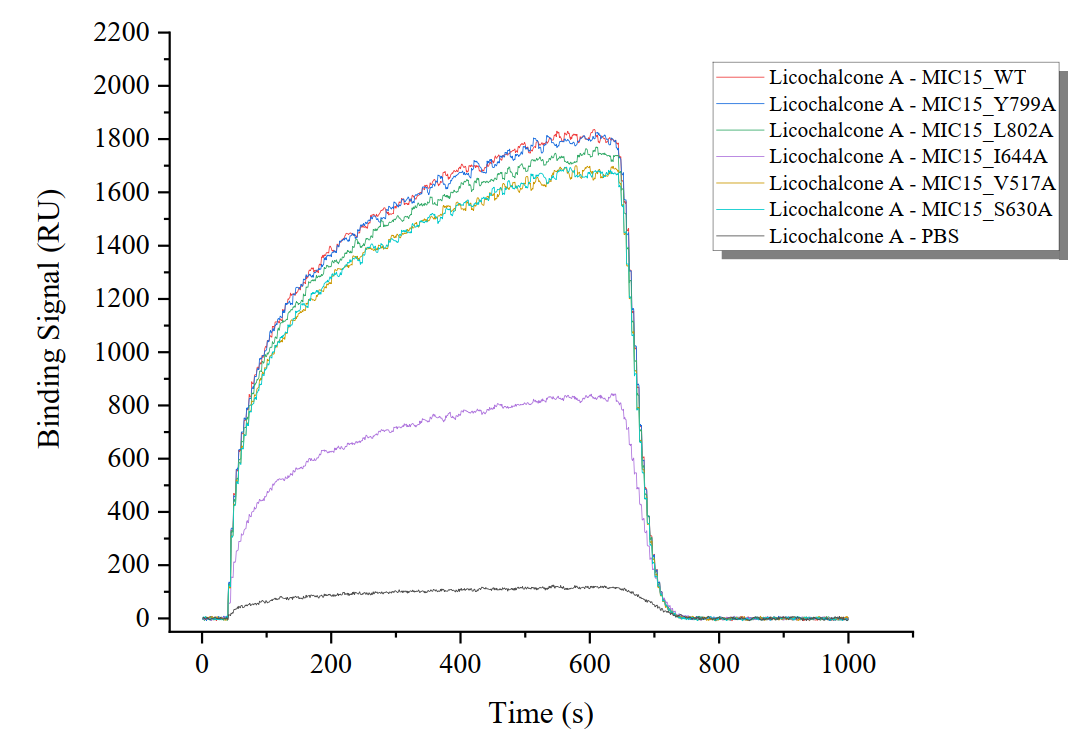 2200
2000
1800
1600
1400
1200
1000
800
600
400
200
0
Binding Signal (RU)
0 200 400 600 800 1000
Time (s)
Licochalcone A - MIC15_WT
Licochalcone A - MIC15_Y799A
Licochalcone A - MIC15_L802A
Licochalcone A - MIC15_I644A
Licochalcone A - MIC15_V517A
Licochalcone A - MIC15_S630A
Licochalcone A - PBS